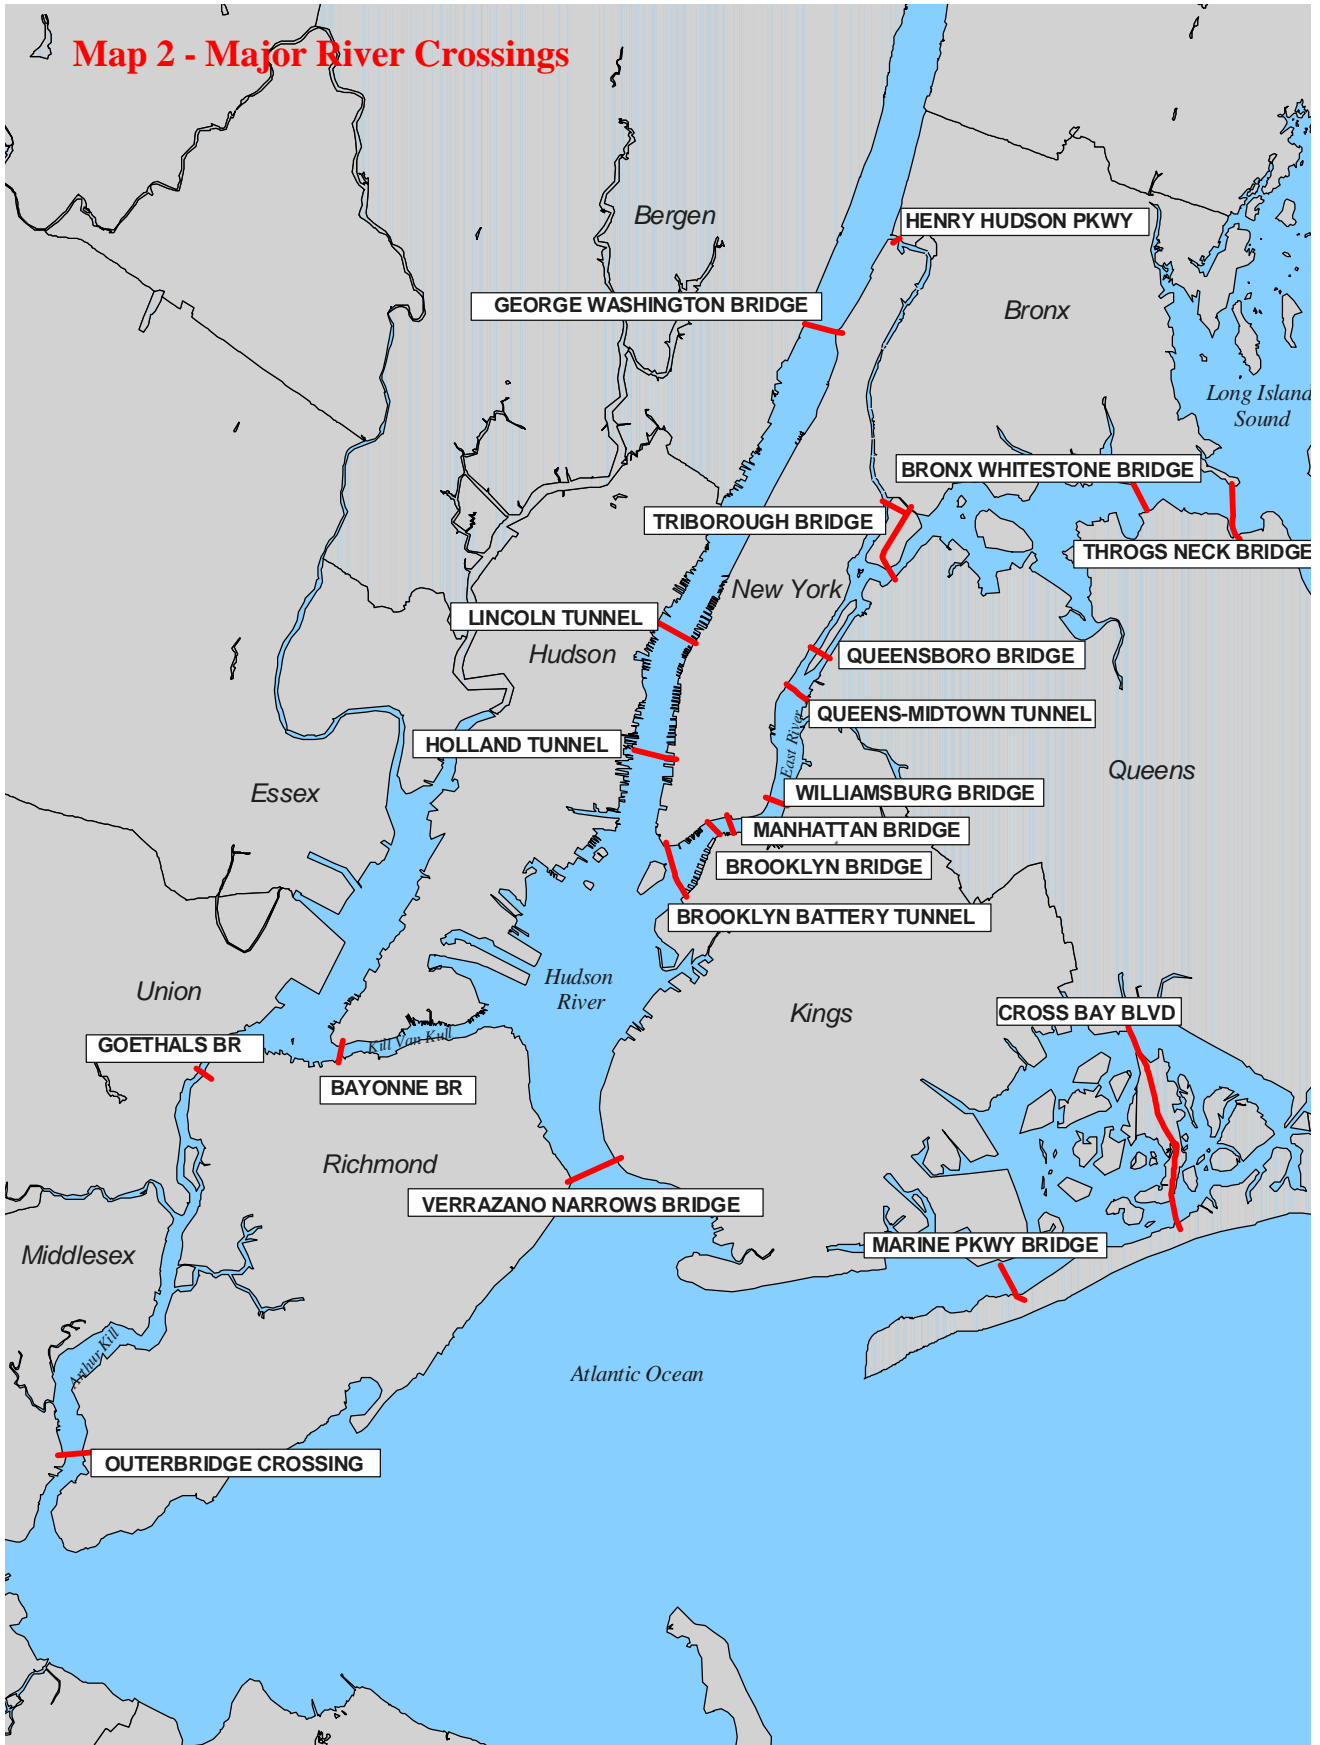 Map 2 - Major River Crossings
Bergen
HENRY HUDSON PKWY
GEORGE WASHINGTON BRIDGE
Bronx
Long Island
Sound
BRONX WHITESTONE BRIDGE
TRIBOROUGH BRIDGE
THROGS NECK BRIDGE
New York
LINCOLN TUNNEL
Hudson
QUEENSBORO BRIDGE
QUEENS-MIDTOWN TUNNEL
East River
HOLLAND TUNNEL
Queens
Essex
WILLIAMSBURG BRIDGE
MANHATTAN BRIDGE
BROOKLYN BRIDGE
BROOKLYN BATTERY TUNNEL
Hudson
River
Union
Kings
CROSS BAY BLVD
GOETHALS BR
Kill Van Kull
BAYONNE BR
Richmond
VERRAZANO NARROWS BRIDGE
MARINE PKWY BRIDGE
Middlesex
Arthur Kill
Atlantic Ocean
OUTERBRIDGE CROSSING